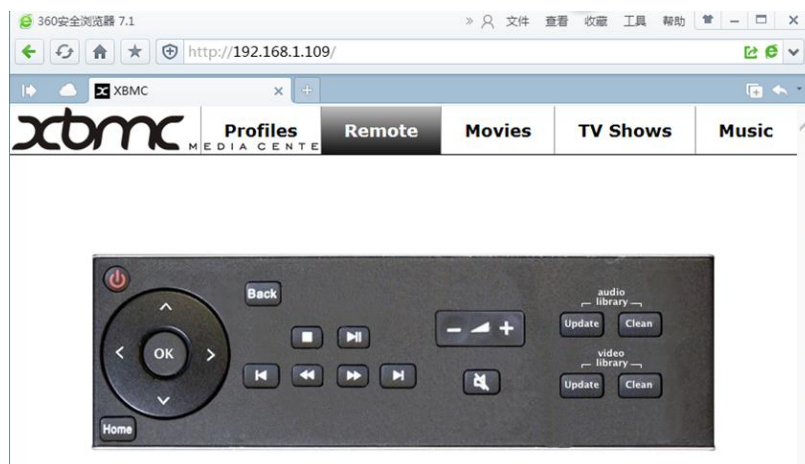 360安全浏览器 7.1 » 文件 查看 收藏 工具 帮助
http://192.168.1.109/
XBMC
xbmc Profiles Remote Movies TV Shows Music
MEDIA CENTE
audio
library
Back
Update Clean
OK
video
library
Update Clean
Home